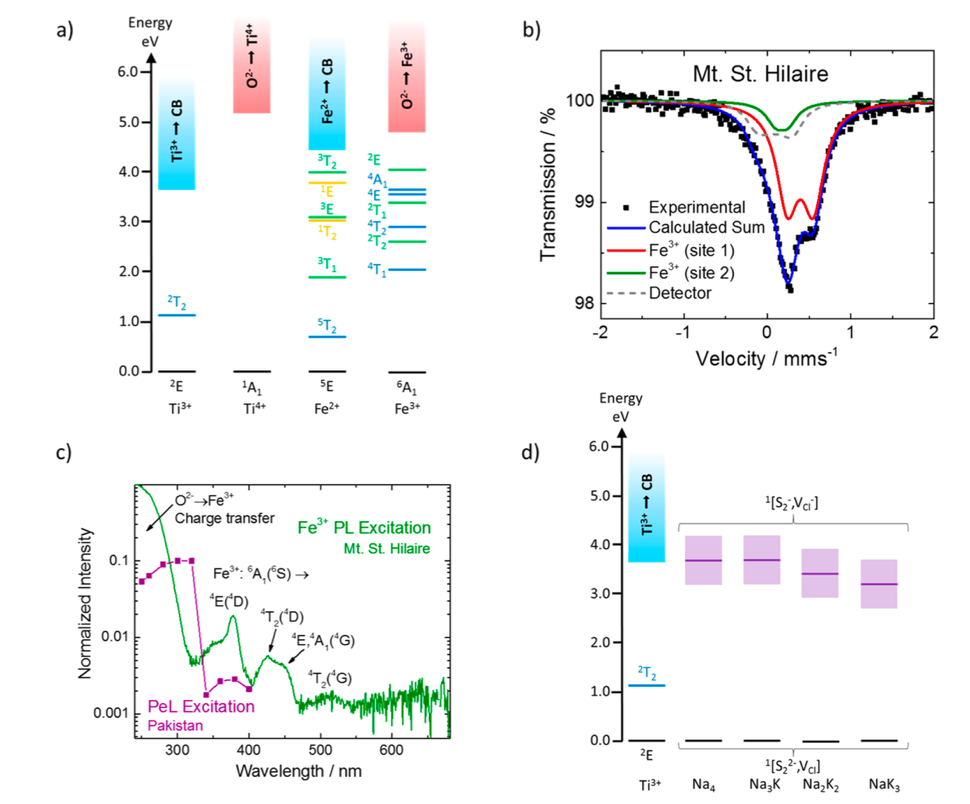 a)
Energy
eV
6.0
5.0
4.0
3.0
2.0
1.0
0.0
Ti³⁺ → CB
O²⁻ → Ti⁴⁺
Fe²⁺ → CB
O²⁻ → Fe³⁺
²T₂
³T₂
¹E
³E
¹T₂
³T₁
⁵T₂
²E
⁴A₁
⁴E
²T₁
⁴T₂
²T₂
⁴T₁
²E ¹A₁ ⁵E ⁶A₁
Ti³⁺ Ti⁴⁺ Fe²⁺ Fe³⁺
b)
Mt. St. Hilaire
Transmission / %
100
99
98
Experimental
Calculated Sum
Fe³⁺ (site 1)
Fe³⁺ (site 2)
Detector
-2 -1 0 1 2
Velocity / mms⁻¹
c)
Normalized Intensity
0.1
0.01
0.001
O²⁻→Fe³⁺
Charge transfer
Fe³⁺ PL Excitation
Mt. St. Hilaire
Fe³⁺: ⁶A₁(⁶S) →
⁴E(⁴D)
⁴T₂(⁴D)
⁴E,⁴A₁(⁴G)
⁴T₂(⁴G)
PeL Excitation
Pakistan
300 400 500 600
Wavelength / nm
d)
Energy
eV
6.0
5.0
4.0
3.0
2.0
1.0
0.0
Ti³⁺ → CB
²T₂
¹[S₂⁻,V_Cl⁻]
²E
¹[S₂²⁻,V_Cl]
Ti³⁺ Na₄ Na₃K Na₂K₂ NaK₃